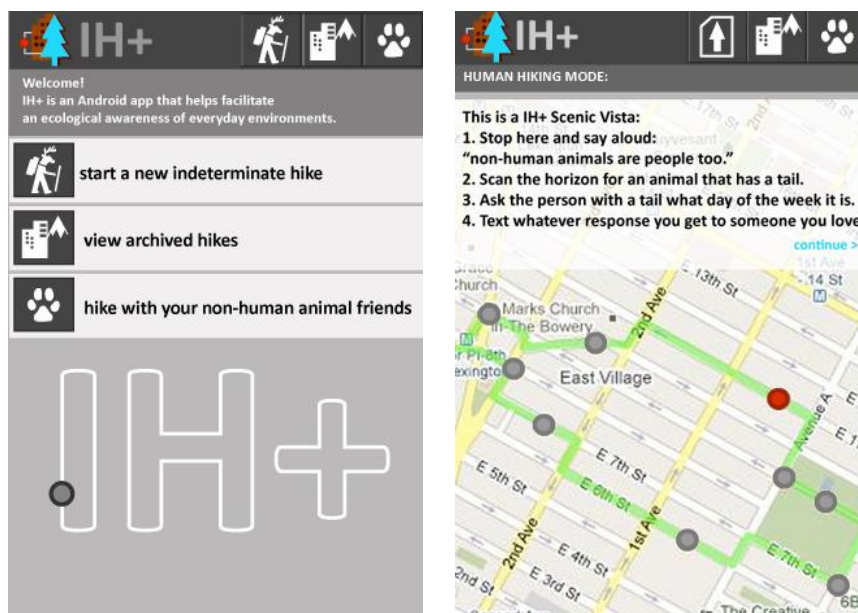 IH+
Welcome!
IH+ is an Android app that helps facilitate
an ecological awareness of everyday environments.
start a new indeterminate hike
view archived hikes
hike with your non-human animal friends
IH+
IH+
HUMAN HIKING MODE:
This is a IH+ Scenic Vista:
1. Stop here and say aloud:
“non-human animals are people too.”
2. Scan the horizon for an animal that has a tail.
3. Ask the person with a tail what day of the week it is.
4. Text whatever response you get to someone you love
continue >
E 17th St
1st Ave
14 St
M
E 13th St
Church
Marks Church
In-The Bowery
2nd Ave
M
East Village
Avenue A
E 7th St
E 5th St
E 6th St
1st Ave
2nd Ave
E 4th St
E 7th St
E 3rd St
2nd St
6B
The Creative